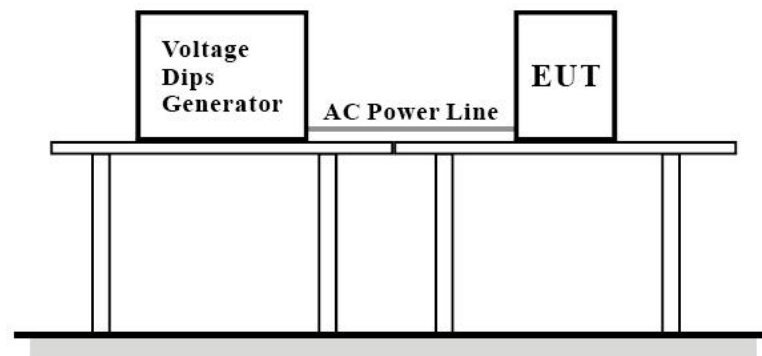 Voltage
Dips
Generator
AC Power Line
EUT